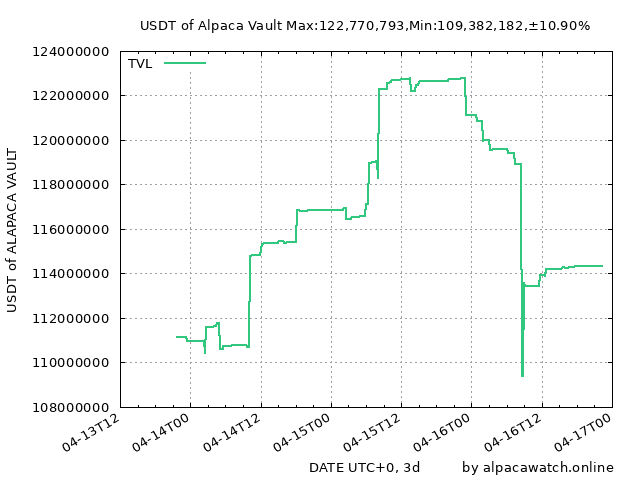 USDT of Alpaca Vault Max:122,770,793,Min:109,382,182,±10.90%
TVL
USDT of ALAPACA VAULT
124000000
122000000
120000000
118000000
116000000
114000000
112000000
110000000
108000000
04-13T12
04-14T00
04-14T12
04-15T00
04-15T12
04-16T00
04-16T12
04-17T00
DATE UTC+0, 3d
by alpacawatch.online